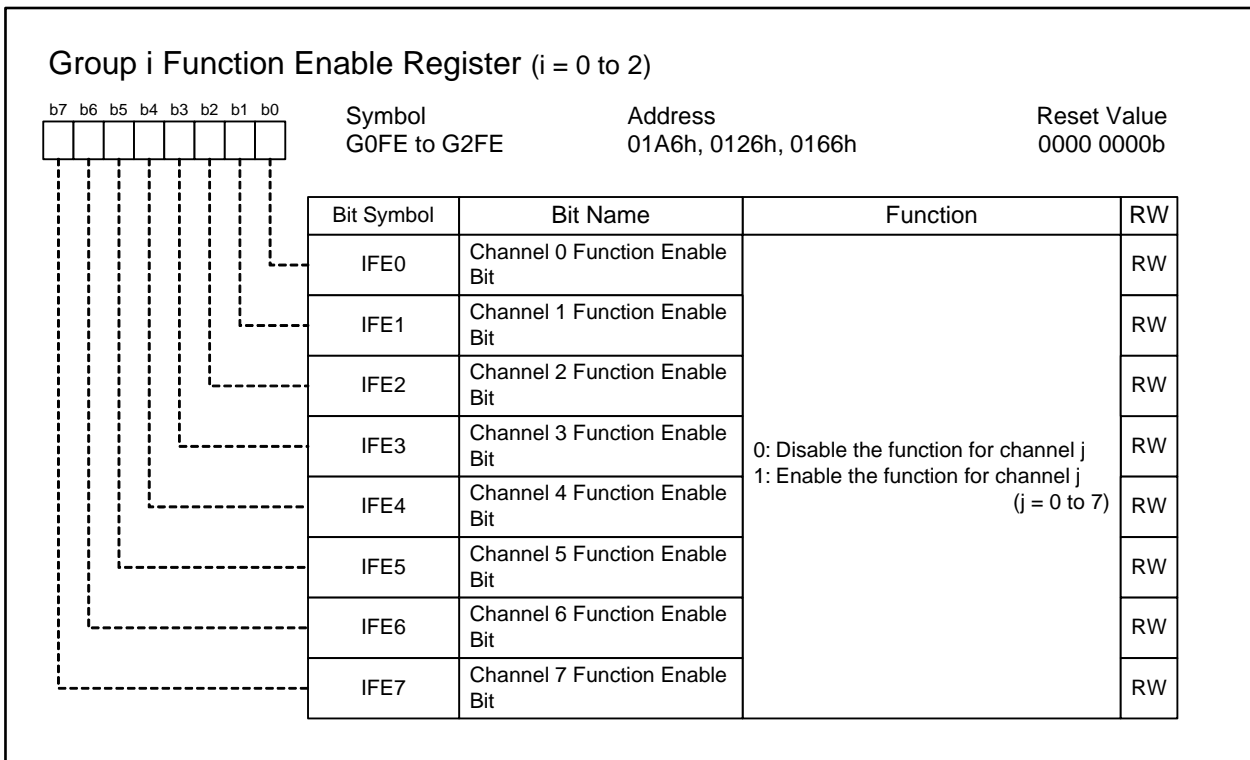 Group i Function Enable Register (i = 0 to 2)
b7 b6 b5 b4 b3 b2 b1 b0
Symbol Address Reset Value
G0FE to G2FE 01A6h, 0126h, 0166h 0000 0000b
Bit Symbol Bit Name Function RW
IFE0 Channel 0 Function Enable RW
Bit
IFE1 Channel 1 Function Enable RW
Bit
IFE2 Channel 2 Function Enable RW
Bit
IFE3 Channel 3 Function Enable RW
Bit
0: Disable the function for channel j
1: Enable the function for channel j
(j = 0 to 7)
IFE4 Channel 4 Function Enable RW
Bit
IFE5 Channel 5 Function Enable RW
Bit
IFE6 Channel 6 Function Enable RW
Bit
IFE7 Channel 7 Function Enable RW
Bit